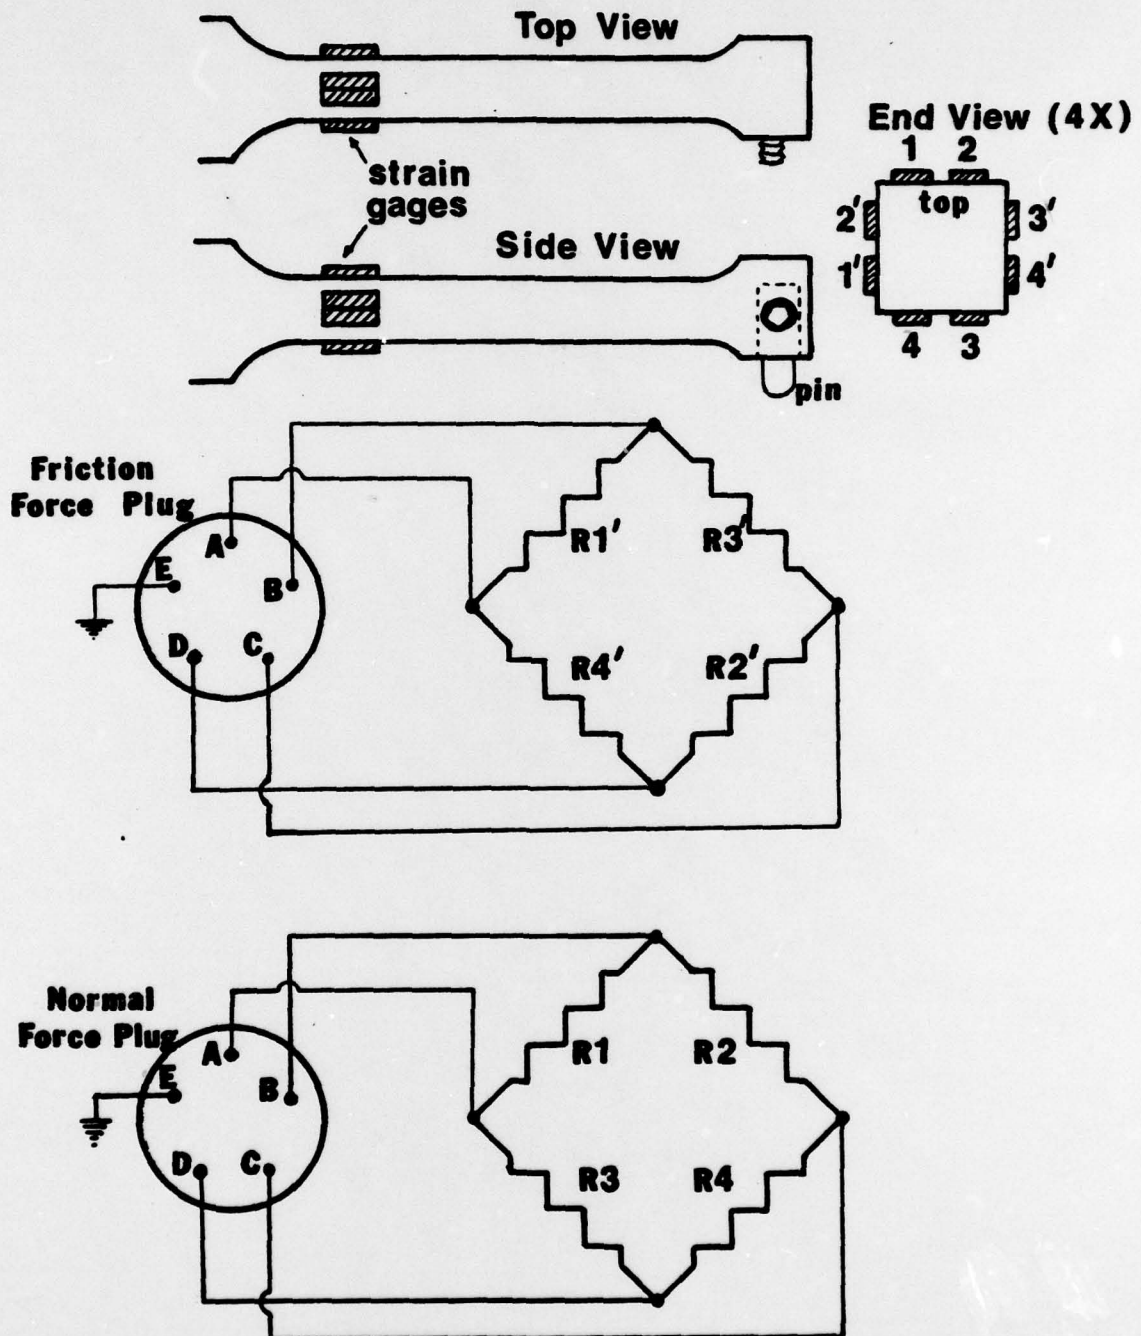 Top View
strain
gages
End View (4X)
1 2
top
2′ 3′
1′ 4′
4 3
Side View
pin
Friction
Force Plug
A
E
B
D C
R1′ R3′
R4′ R2′
Normal
Force Plug
A
E
B
D C
R1 R2
R3 R4